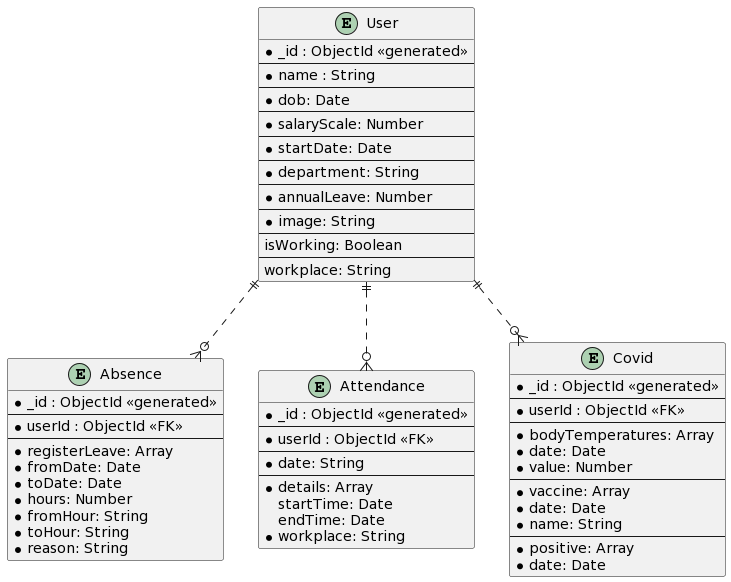 E User
* _id : ObjectId «generated»
* name : String
* dob: Date
* salaryScale: Number
* startDate: Date
* department: String
* annualLeave: Number
* image: String
isWorking: Boolean
workplace: String
E Absence
* _id : ObjectId «generated»
* userId : ObjectId «FK»
* registerLeave: Array
* fromDate: Date
* toDate: Date
* hours: Number
* fromHour: String
* toHour: String
* reason: String
E Attendance
* _id : ObjectId «generated»
* userId : ObjectId «FK»
* date: String
* details: Array
startTime: Date
endTime: Date
* workplace: String
E Covid
* _id : ObjectId «generated»
* userId : ObjectId «FK»
* bodyTemperatures: Array
* date: Date
* value: Number
* vaccine: Array
* date: Date
* name: String
* positive: Array
* date: Date